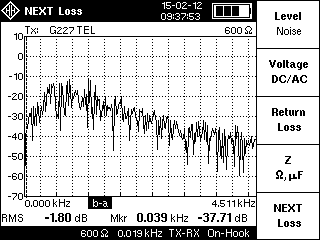 NEXT Loss
15-02-12
09:37:53
Tx: G227 TEL
600 Ω
10
0
-10
-20
-30
-40
-50
-60
-70
0.000 kHz
b-a
4.511 kHz
RMS -1.80 dB Mkr 0.039 kHz -37.71 dB
600 Ω 0.019 kHz TX-RX On-Hook
Level
Noise
Voltage
DC/AC
Return
Loss
Z
Ω, µF
NEXT
Loss